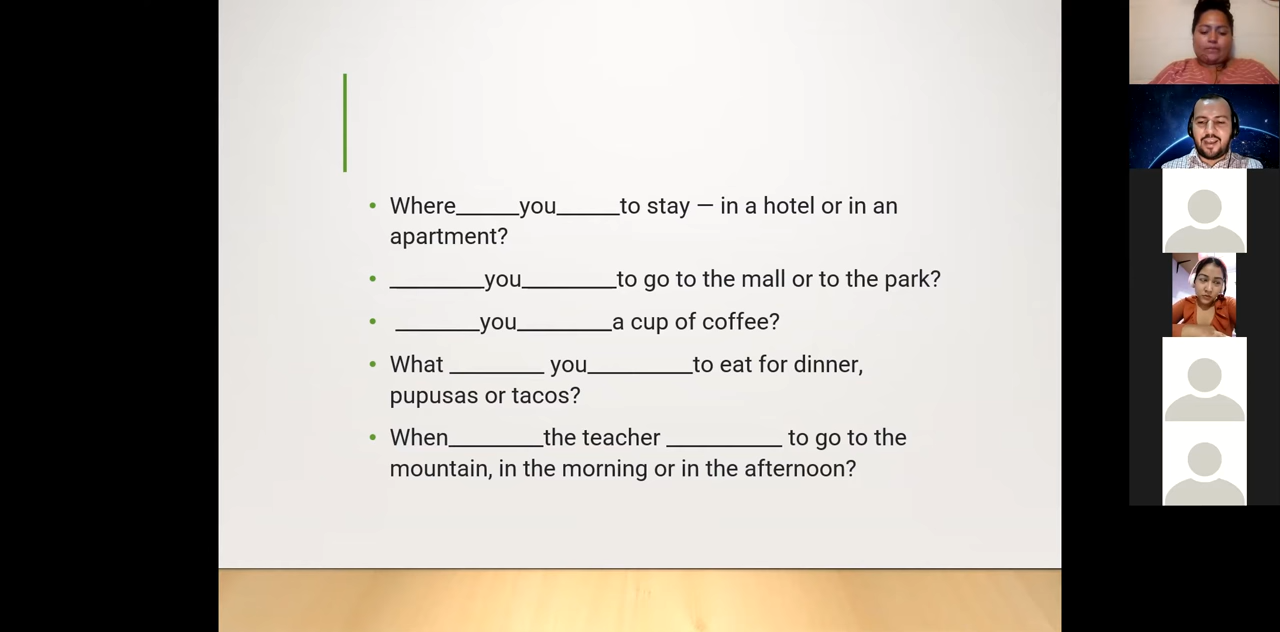 • Where______you______to stay — in a hotel or in an
apartment?
• _________you_________to go to the mall or to the park?
• ________you_________a cup of coffee?
• What _________ you__________to eat for dinner,
pupusas or tacos?
• When_________the teacher ___________ to go to the
mountain, in the morning or in the afternoon?